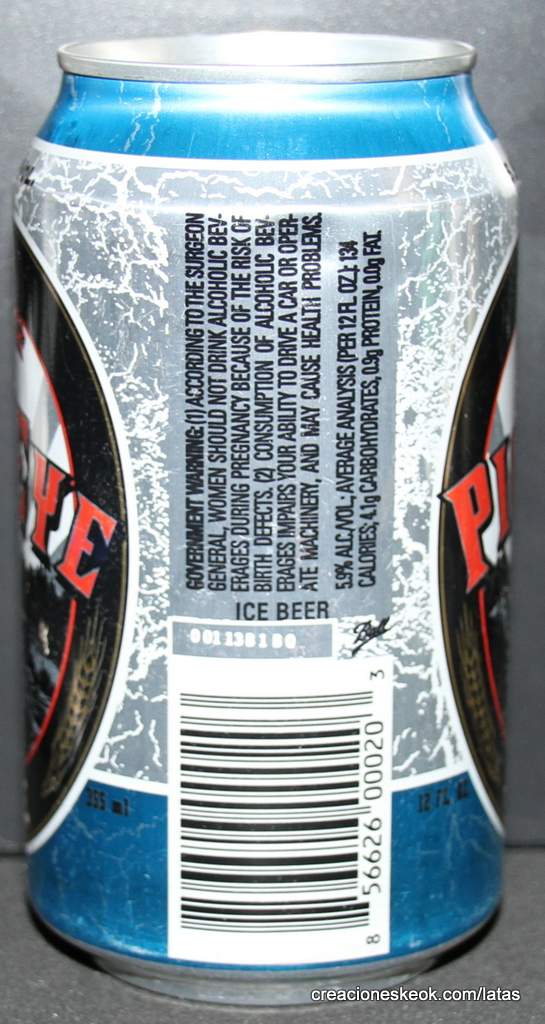 GOVERNMENT WARNING: (1) ACCORDING TO THE SURGEON
GENERAL, WOMEN SHOULD NOT DRINK ALCOHOLIC BEV-
ERAGES DURING PREGNANCY BECAUSE OF THE RISK OF
BIRTH DEFECTS. (2) CONSUMPTION OF ALCOHOLIC BEV-
ERAGES IMPAIRS YOUR ABILITY TO DRIVE A CAR OR OPER-
ATE MACHINERY, AND MAY CAUSE HEALTH PROBLEMS.
5.9% ALC./VOL.; AVERAGE ANALYSIS (PER 12 FL. OZ.): 134
CALORIES; 4.1g CARBOHYDRATES, 0.9g PROTEIN, 0.0g FAT.
ICE BEER
Ball
YE
PI
8 56626 00020 3
355 ml
12 FL. OZ.
creacioneskeok.com/latas